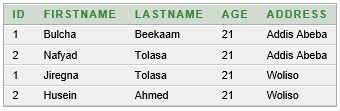 ID FIRSTNAME LASTNAME AGE ADDRESS
1 Bulcha Beekaam 21 Addis Abeba
2 Nafyad Tolasa 21 Addis Abeba
1 Jiregna Tolasa 21 Woliso
2 Husein Ahmed 21 Woliso